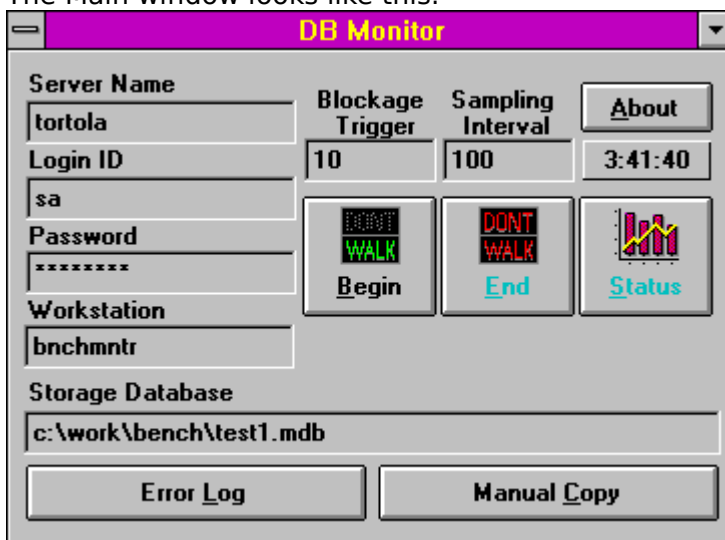 The Main window looks like this:
DB Monitor
Server Name
tortola
Login ID
sa
Password
********
Workstation
bnchmntr
Blockage
Trigger
10
Sampling
Interval
100
About
3:41:40
DONT
WALK
Begin
DONT
WALK
End
Status
Storage Database
c:\work\bench\test1.mdb
Error Log
Manual Copy